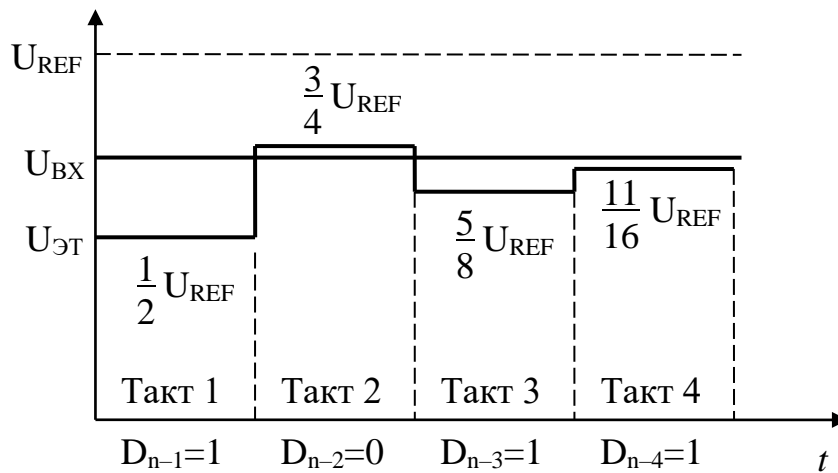 U_REF
3/4 U_REF
U_ВХ
U_ЭТ
1/2 U_REF
5/8 U_REF
11/16 U_REF
Такт 1 Такт 2 Такт 3 Такт 4
D_n–1=1 D_n–2=0 D_n–3=1 D_n–4=1 t